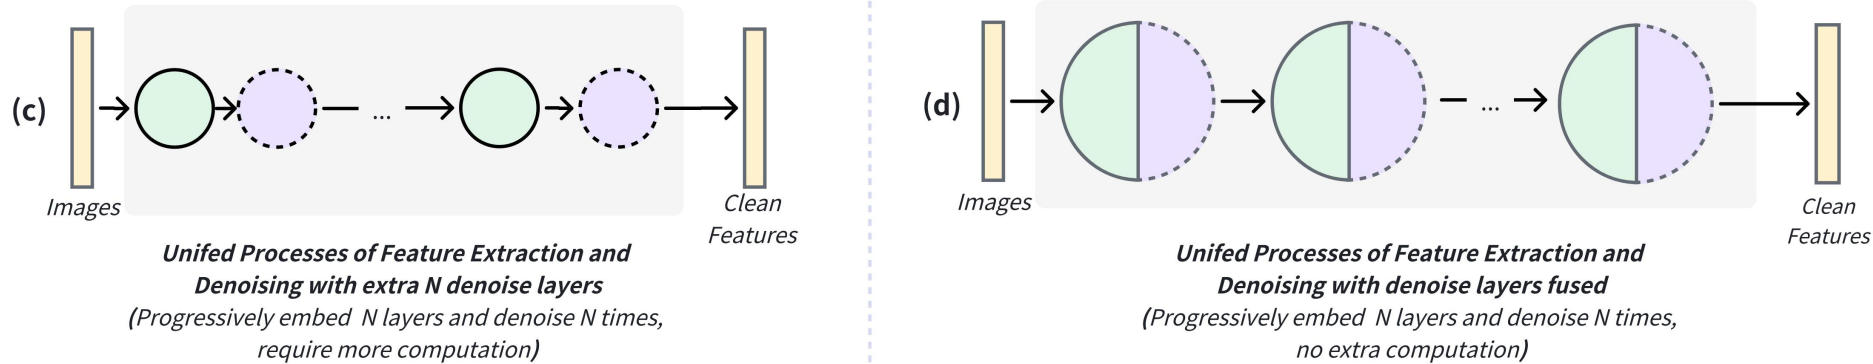 (c)
...
Images
Clean
Features
Unifed Processes of Feature Extraction and
Denoising with extra N denoise layers
(Progressively embed N layers and denoise N times,
require more computation)
(d)
...
Images
Clean
Features
Unifed Processes of Feature Extraction and
Denoising with denoise layers fused
(Progressively embed N layers and denoise N times,
no extra computation)